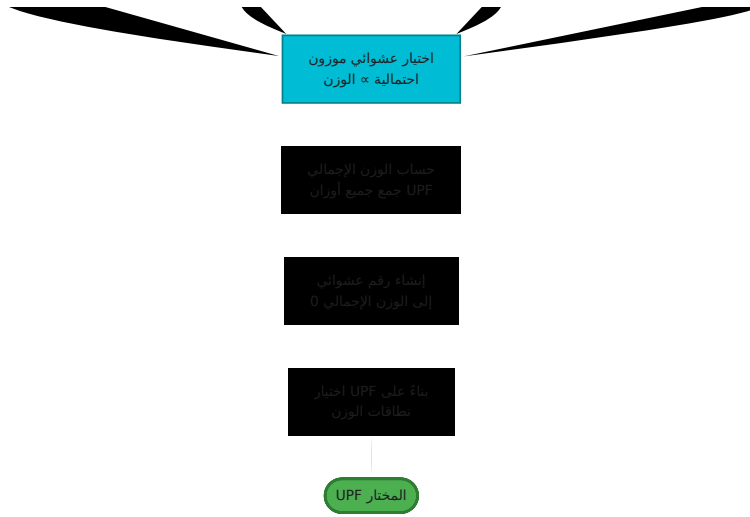 اختيار عشوائي موزون
احتمالية ∝ الوزن
حساب الوزن الإجمالي
جمع جميع أوزان UPF
إنشاء رقم عشوائي
0 إلى الوزن الإجمالي
اختيار UPF بناءً على
نطاقات الوزن
UPF المختار